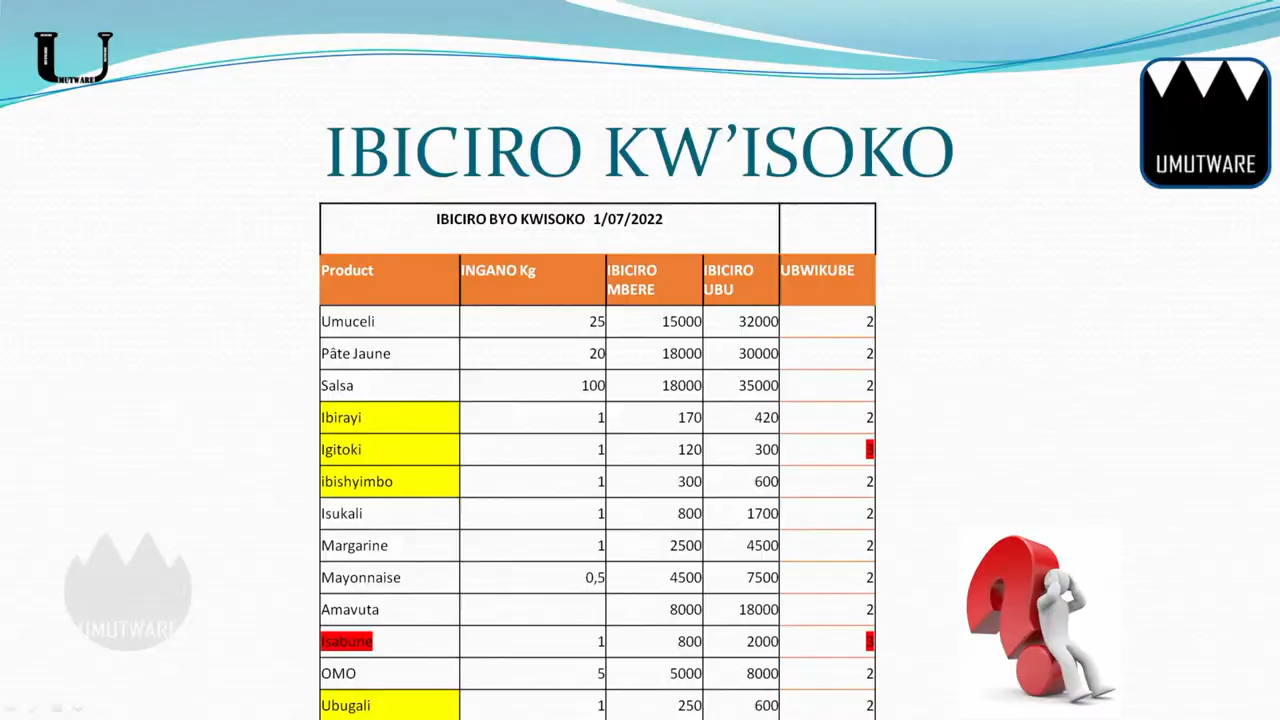 UMUTWARE
UMUTWARE
IBICIRO KW’ISOKO
IBICIRO BYO KWISOKO 1/07/2022
Product INGANO Kg IBICIRO MBERE IBICIRO UBU UBWIKUBE
Umuceli 25 15000 32000 2
Pâte Jaune 20 18000 30000 2
Salsa 100 18000 35000 2
Ibirayi 1 170 420 2
Igitoki 1 120 300 3
ibishyimbo 1 300 600 2
Isukali 1 800 1700 2
Margarine 1 2500 4500 2
Mayonnaise 0,5 4500 7500 2
Amavuta 8000 18000 2
Isabune 1 800 2000 3
OMO 5 5000 8000 2
Ubugali 1 250 600 2
UMUTWARE